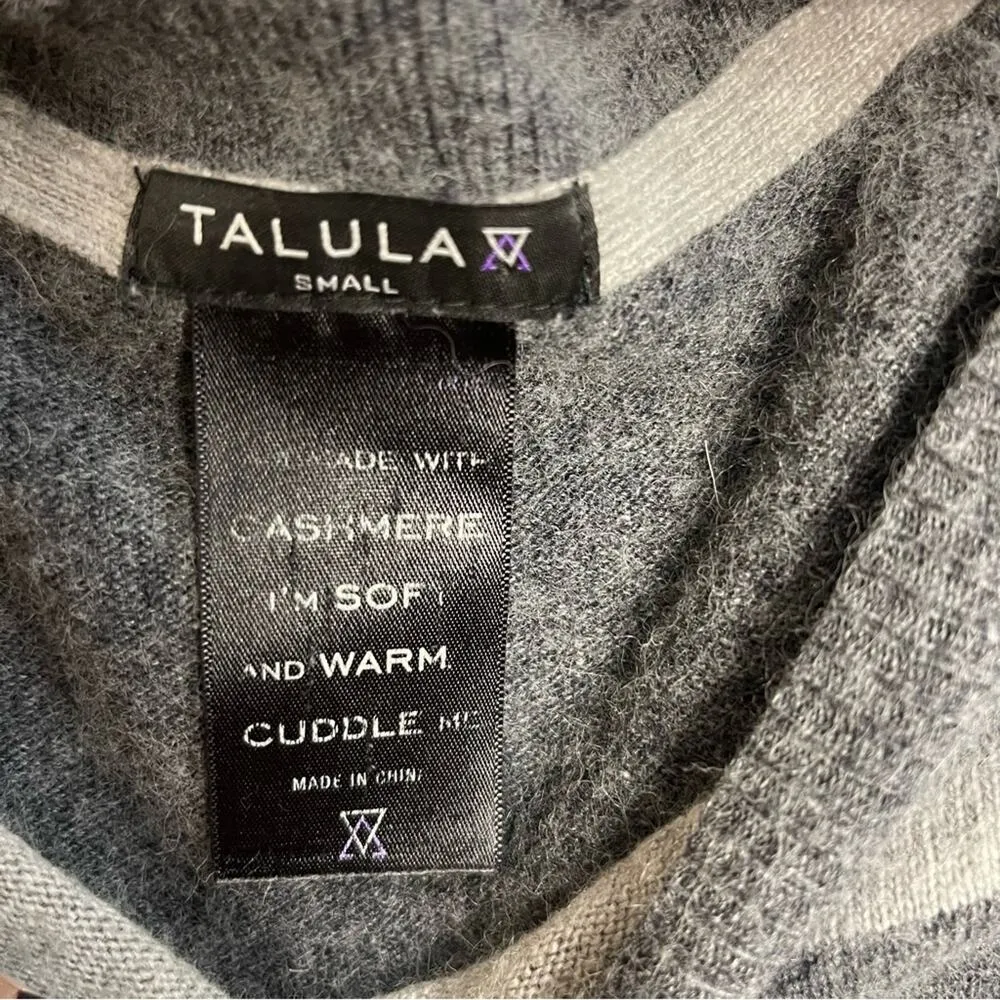 TALULA
SMALL
MADE WITH
CASHMERE
I'M SOFT
AND WARM
CUDDLE ME
MADE IN CHINA